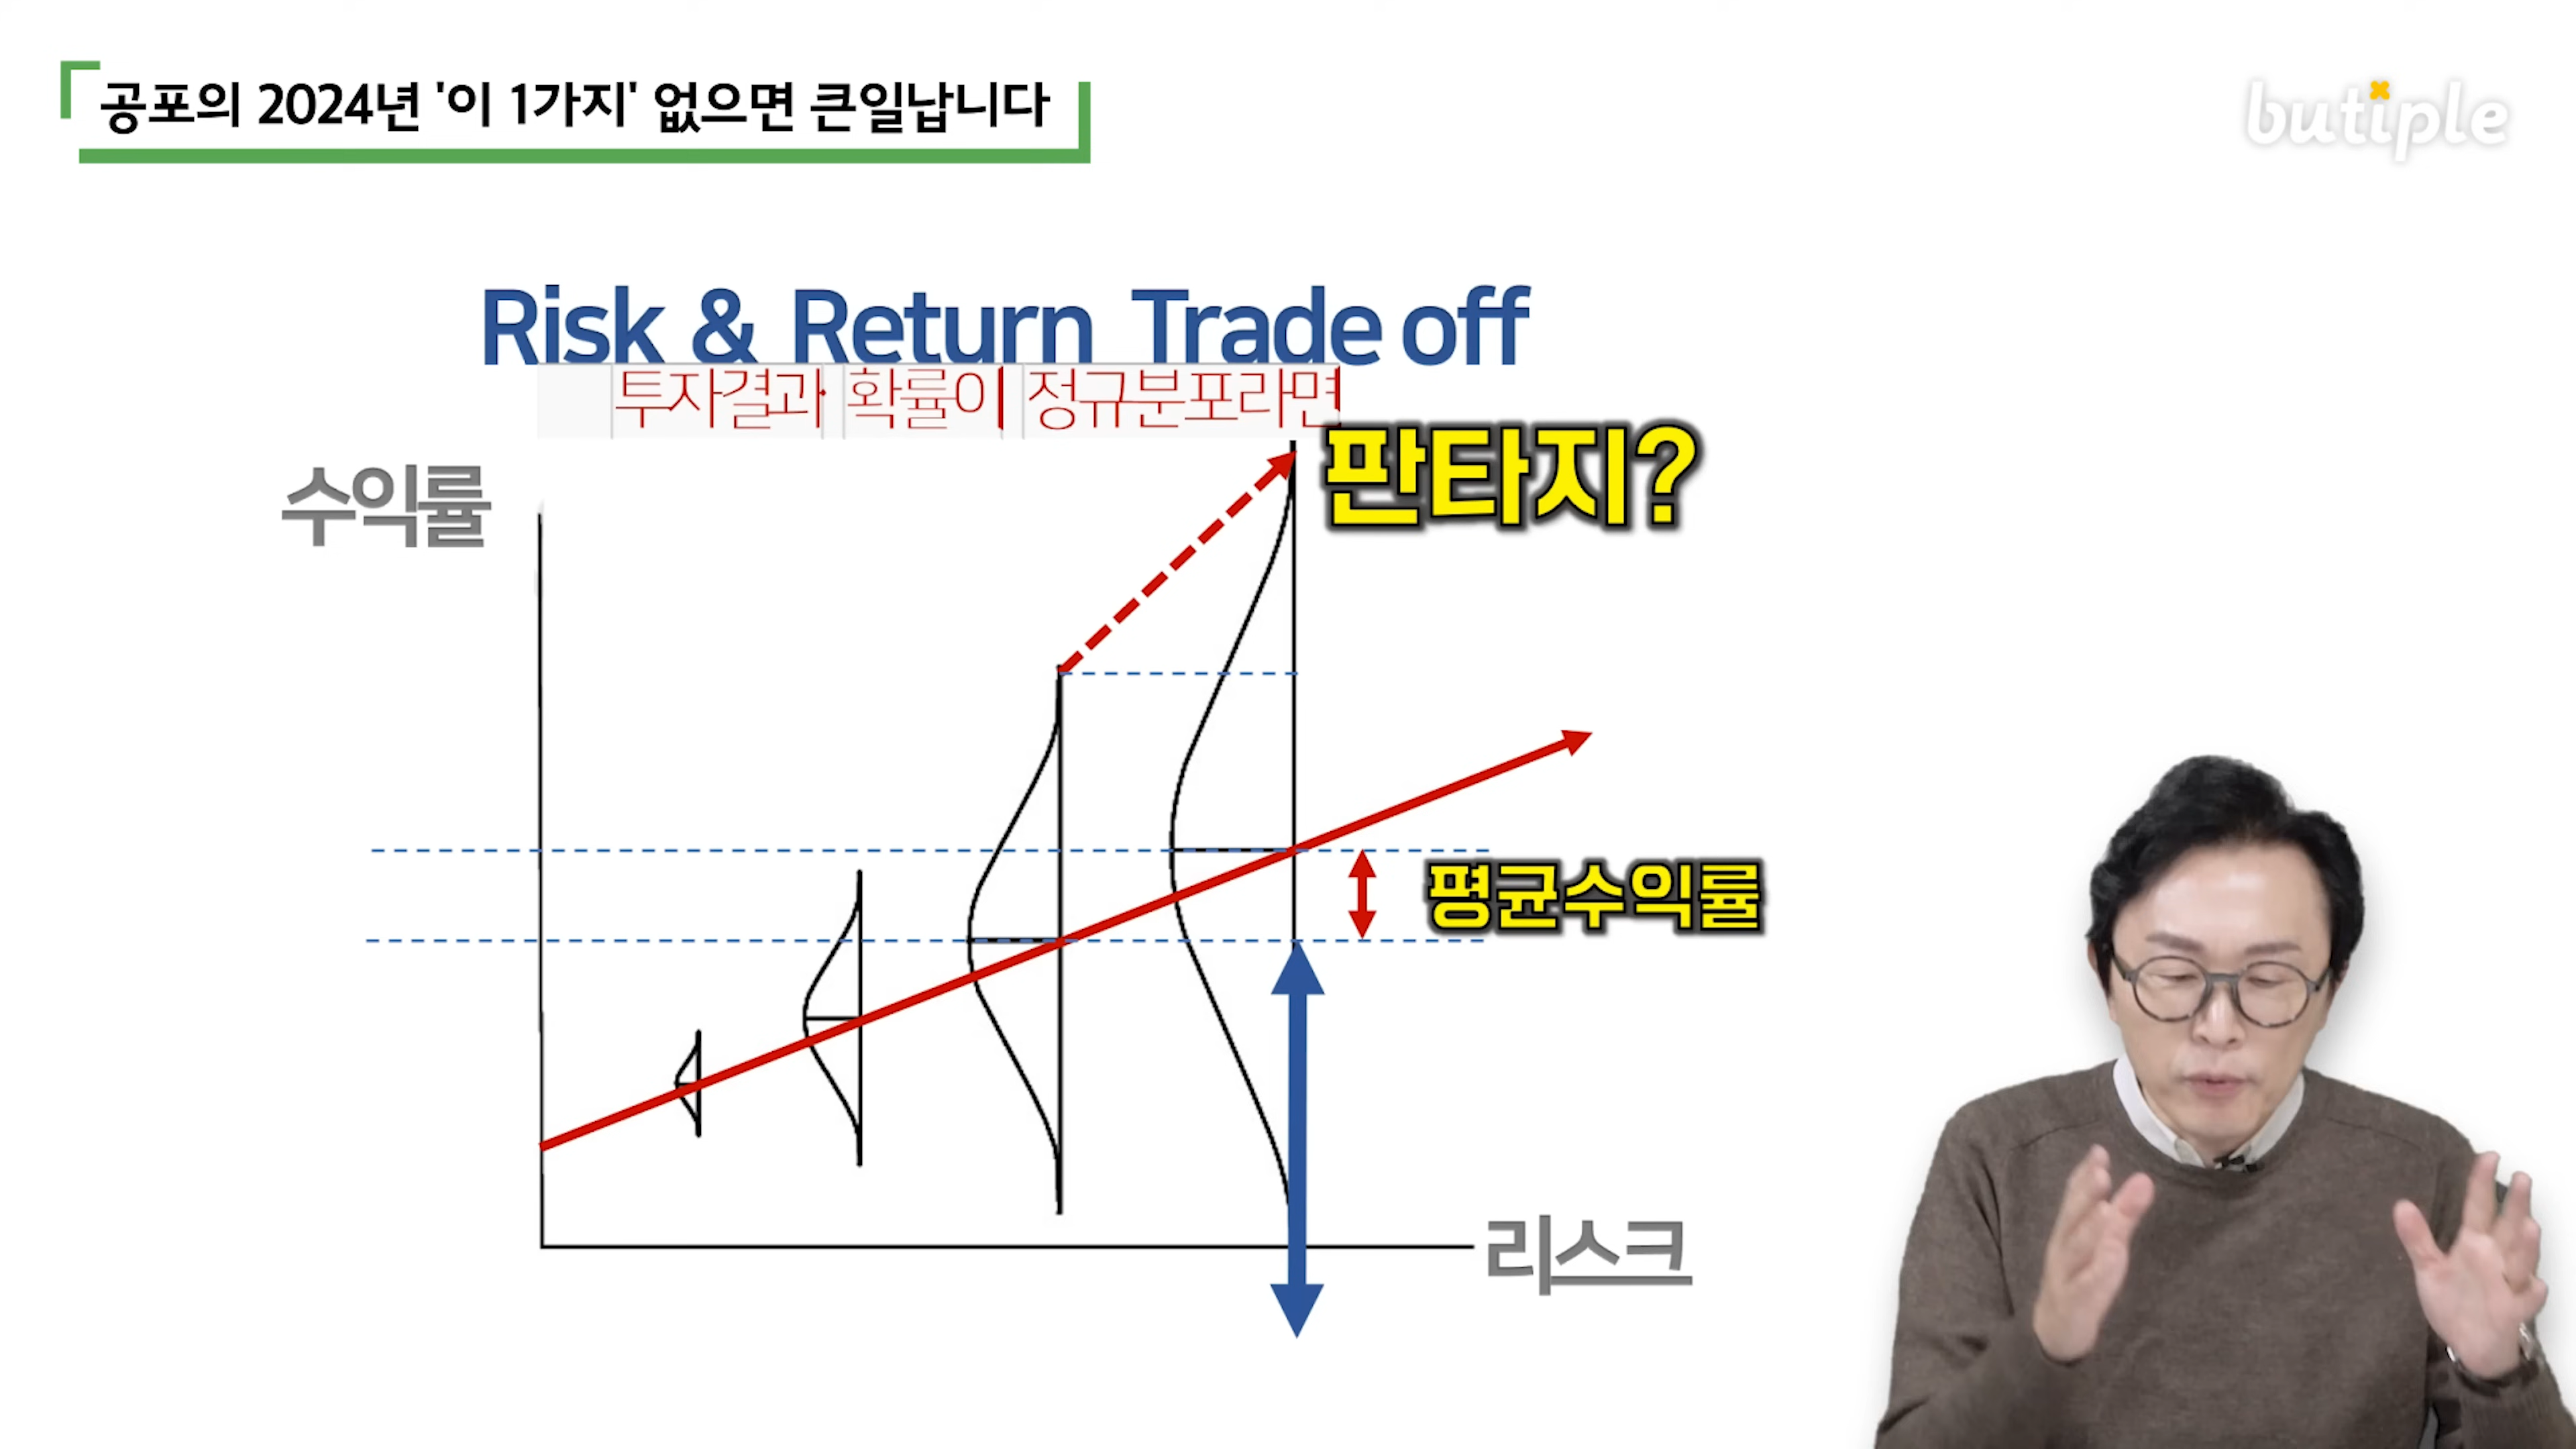 공포의 2024년 '이 1가지' 없으면 큰일납니다
butiple
Risk & Return Trade off
투자결과 확률이 정규분포라면
판타지?
수익률
평균수익률
리스크